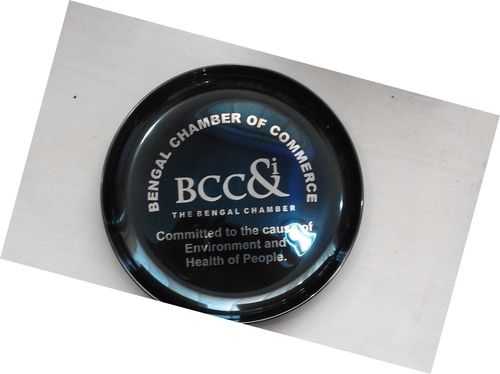 BENGAL CHAMBER OF COMMERCE
BCC&i
THE BENGAL CHAMBER
Committed to the cause of
Environment and
Health of People.